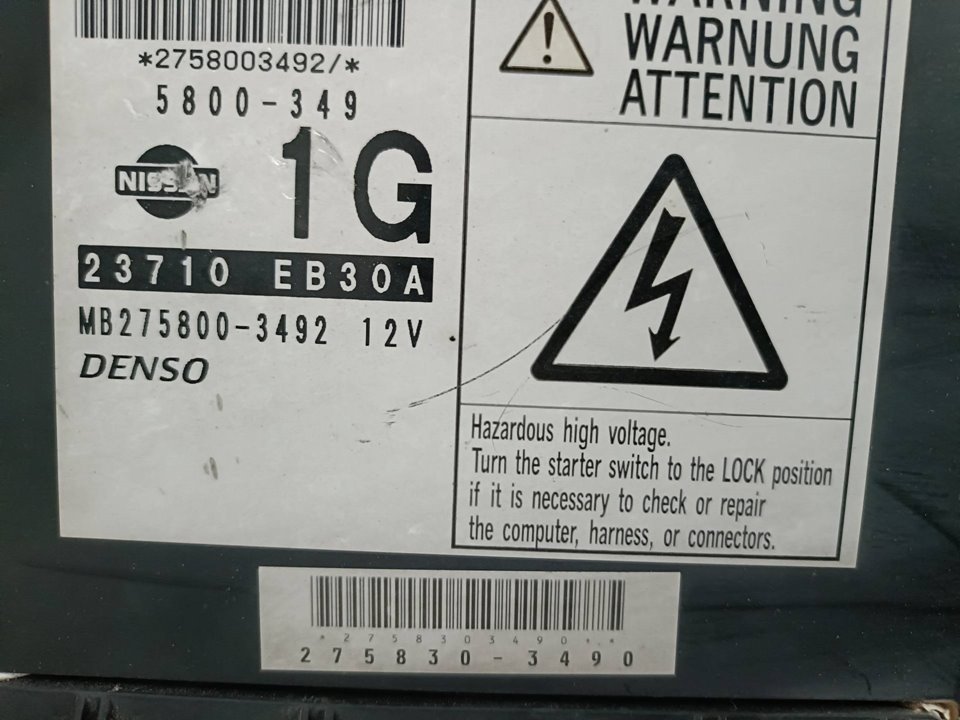 WARNING
WARNUNG
ATTENTION
*2758003492/*
5800-349
NISSAN
1G
23710 EB30A
MB275800-3492 12V
DENSO
Hazardous high voltage.
Turn the starter switch to the LOCK position
if it is necessary to check or repair
the computer, harness, or connectors.
*2758303490**
275830-3490